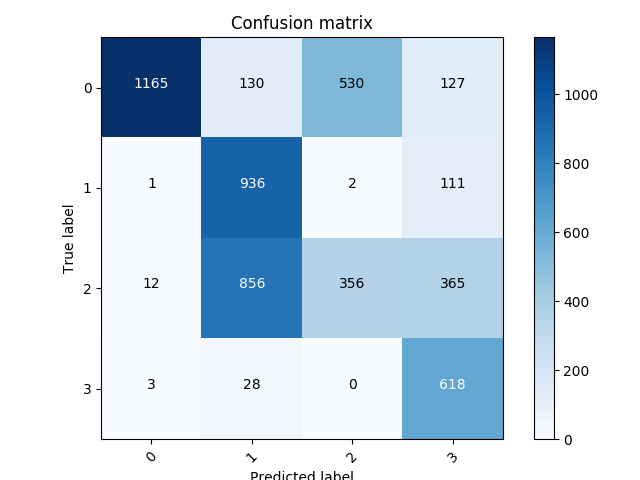 Confusion matrix
0 1165 130 530 127
1 1 936 2 111
2 12 856 356 365
3 3 28 0 618
0 1 2 3
True label
Predicted label
1000
800
600
400
200
0